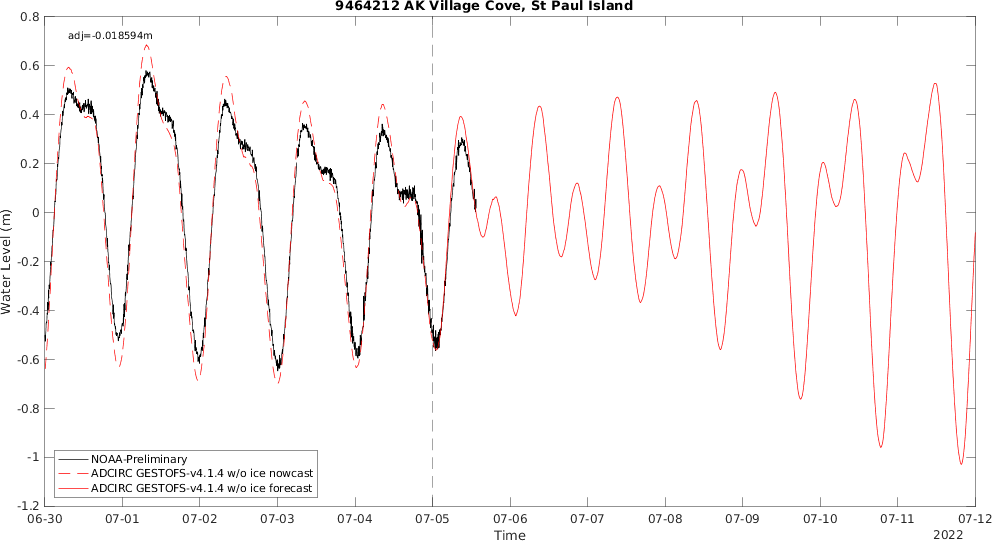 9464212 AK Village Cove, St Paul Island
adj=-0.018594m
0.8
0.6
0.4
0.2
0
-0.2
-0.4
-0.6
-0.8
-1
-1.2
Water Level (m)
NOAA-Preliminary
ADCIRC GESTOFS-v4.1.4 w/o ice nowcast
ADCIRC GESTOFS-v4.1.4 w/o ice forecast
06-30 07-01 07-02 07-03 07-04 07-05 07-06 07-07 07-08 07-09 07-10 07-11 07-12
Time
2022